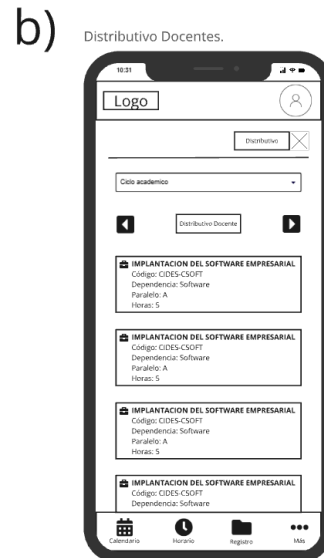 b)
Distributivo Docentes.
10:31
Logo
Distributivo
Ciclo academico
Distributivo Docente
IMPLANTACION DEL SOFTWARE EMPRESARIAL
Código: CIDES-CSOFT
Dependencia: Software
Paralelo: A
Horas: 5
IMPLANTACION DEL SOFTWARE EMPRESARIAL
Código: CIDES-CSOFT
Dependencia: Software
Paralelo: A
Horas: 5
IMPLANTACION DEL SOFTWARE EMPRESARIAL
Código: CIDES-CSOFT
Dependencia: Software
Paralelo: A
Horas: 5
IMPLANTACION DEL SOFTWARE EMPRESARIAL
Código: CIDES-CSOFT
Dependencia: Software
Calendario Horario Registro Más